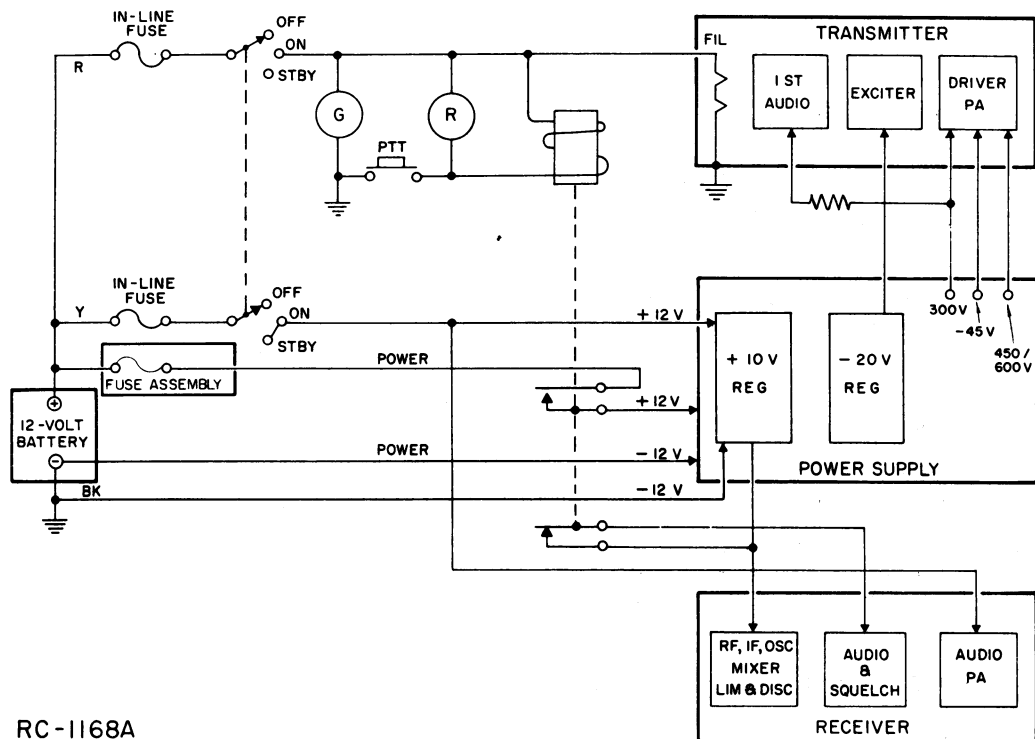 IN-LINE
FUSE
OFF
ON
STBY
R
G
R
PTT
FIL
TRANSMITTER
1 ST
AUDIO
EXCITER
DRIVER
PA
IN-LINE
FUSE
OFF
ON
STBY
Y
+12 V
300V
-45V
450/
600V
FUSE ASSEMBLY
POWER
+ 10 V
REG
- 20 V
REG
12-VOLT
BATTERY
+ 12 V
POWER
- 12 V
POWER SUPPLY
BK
- 12 V
RF, IF, OSC
MIXER
LIM & DISC
AUDIO
&
SQUELCH
AUDIO
PA
RECEIVER
RC-1168A